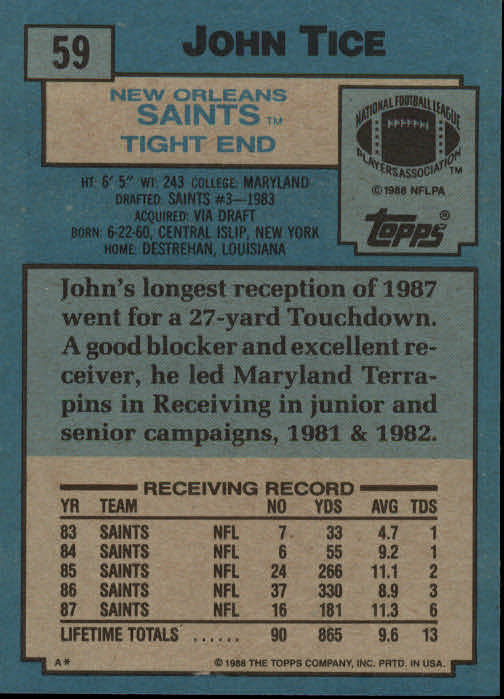 59
JOHN TICE
NEW ORLEANS
SAINTS TM
TIGHT END
NATIONAL FOOTBALL LEAGUE
PLAYERS ASSOCIATION TM
© 1988 NFLPA
TOPPS®
HT: 6' 5" WT: 243 COLLEGE: MARYLAND
DRAFTED: SAINTS #3—1983
ACQUIRED: VIA DRAFT
BORN: 6-22-60, CENTRAL ISLIP, NEW YORK
HOME: DESTREHAN, LOUISIANA
John's longest reception of 1987
went for a 27-yard Touchdown.
A good blocker and excellent re-
ceiver, he led Maryland Terra-
pins in Receiving in junior and
senior campaigns, 1981 & 1982.
RECEIVING RECORD
YR TEAM NO YDS AVG TDS
83 SAINTS NFL 7 33 4.7 1
84 SAINTS NFL 6 55 9.2 1
85 SAINTS NFL 24 266 11.1 2
86 SAINTS NFL 37 330 8.9 3
87 SAINTS NFL 16 181 11.3 6
LIFETIME TOTALS ...... 90 865 9.6 13
A* © 1988 THE TOPPS COMPANY, INC. PRTD. IN USA.